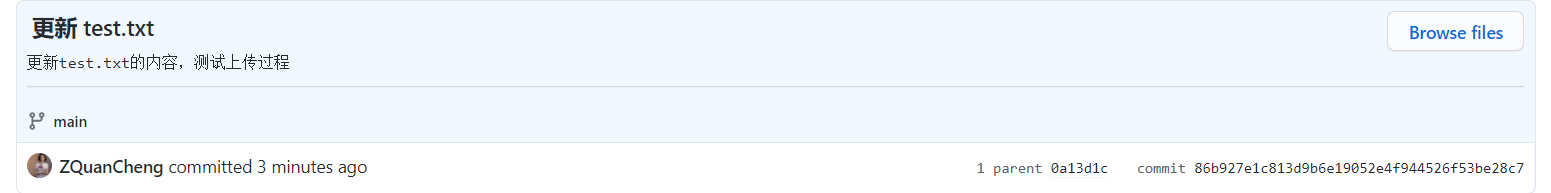 更新 test.txt
Browse files
更新test.txt的内容，测试上传过程
main
ZQuanCheng committed 3 minutes ago
1 parent 0a13d1c commit 86b927e1c813d9b6e19052e4f944526f53be28c7